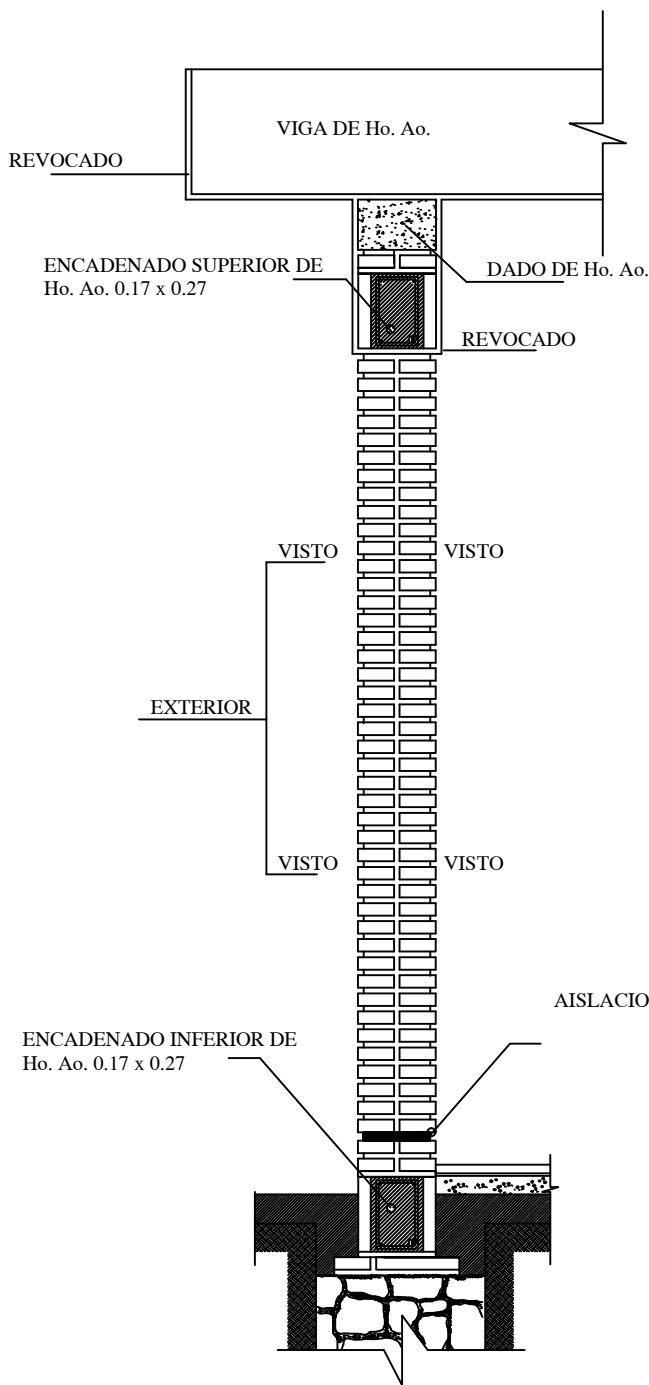 VIGA DE Ho. Ao.
REVOCADO
ENCADENADO SUPERIOR DE
Ho. Ao. 0.17 x 0.27
DADO DE Ho. Ao.
REVOCADO
VISTO
VISTO
EXTERIOR
VISTO
VISTO
AISLACIO
ENCADENADO INFERIOR DE
Ho. Ao. 0.17 x 0.27